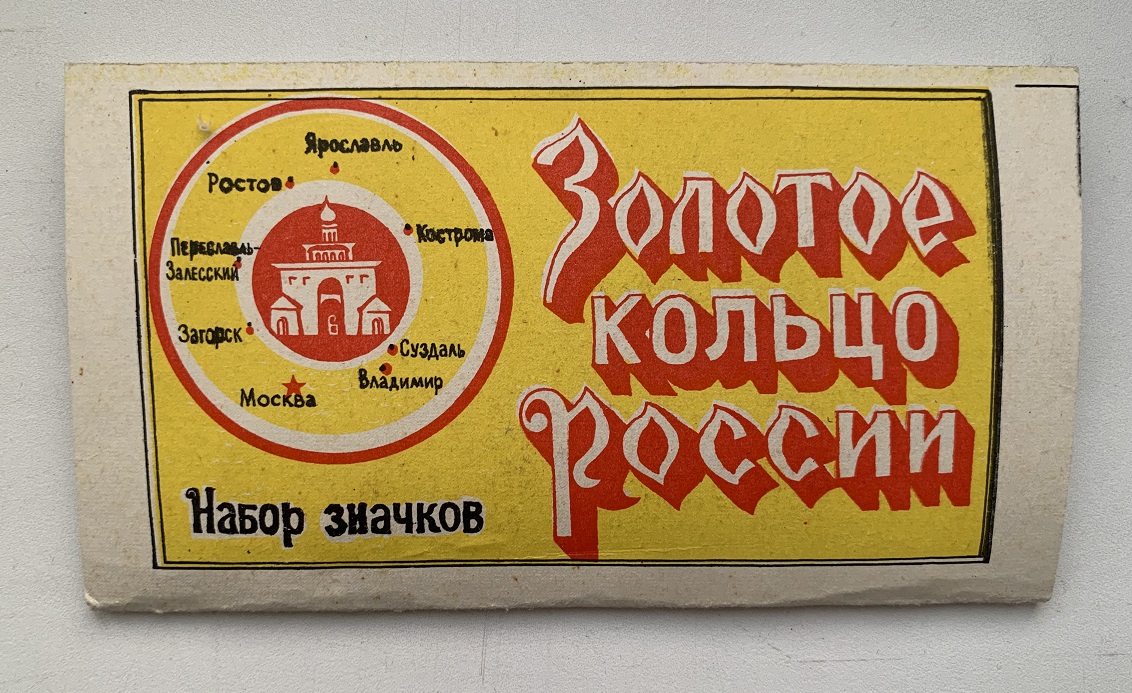 Ярославль
Ростов
Кострома
Переславль-
Залесский
Загорск
Суздаль
Владимир
Москва
Набор значков
Золотое
кольцо
России